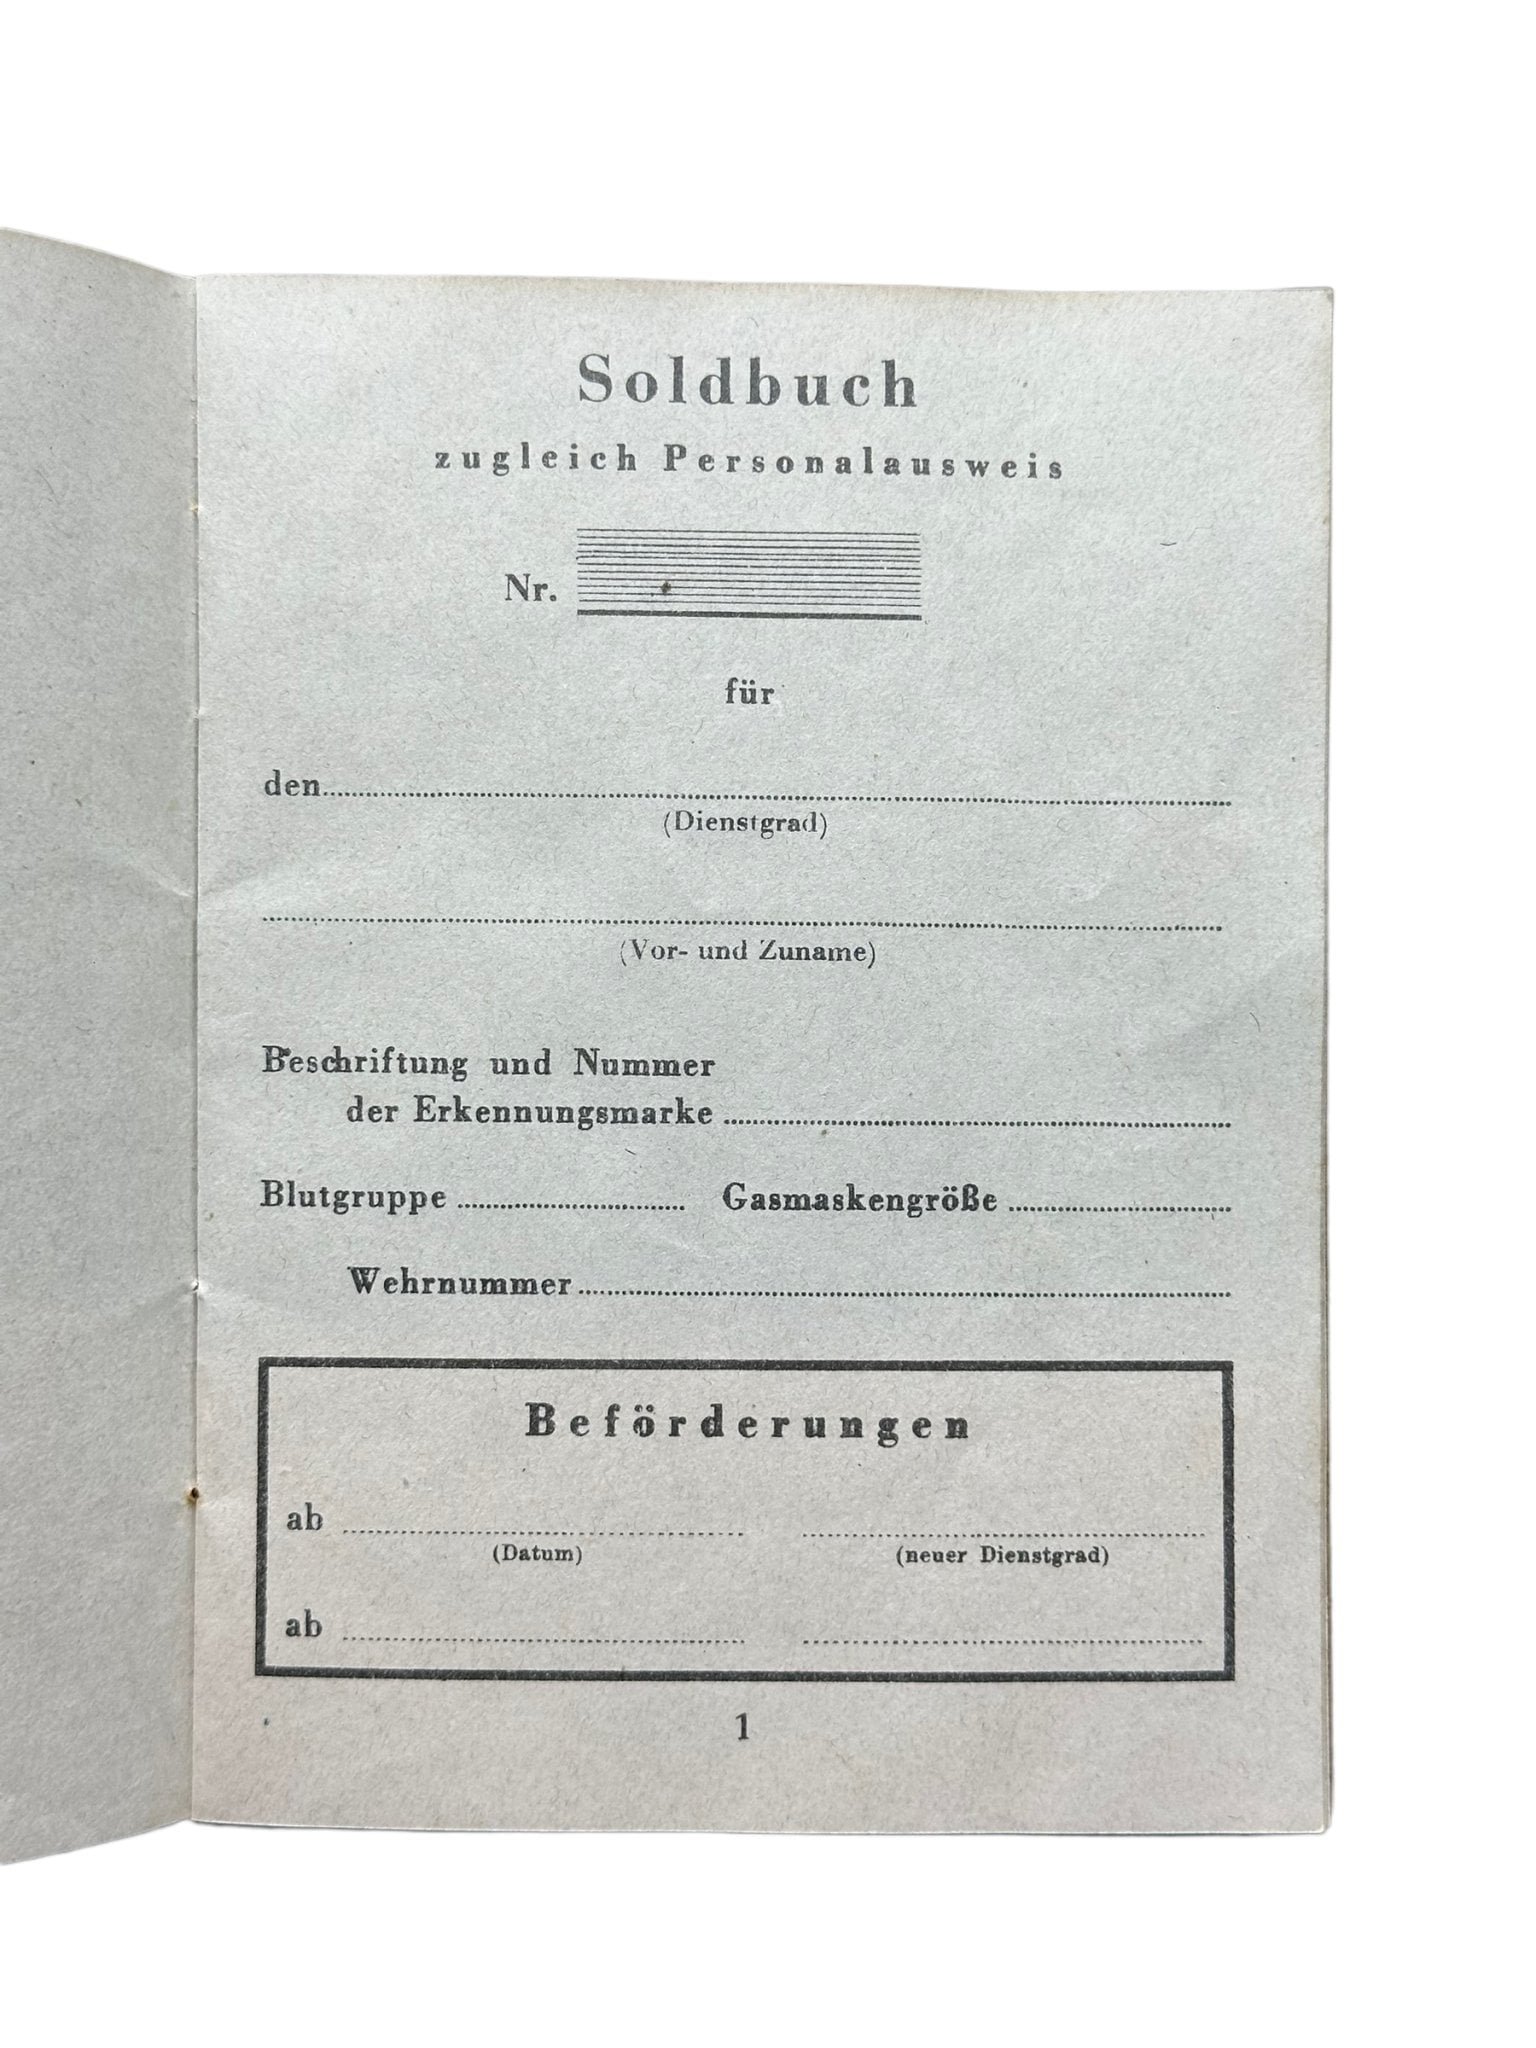 Soldbuch
zugleich Personalausweis
Nr.
für
den
(Dienstgrad)
(Vor- und Zuname)
Beschriftung und Nummer
der Erkennungsmarke
Blutgruppe Gasmaskengröße
Wehrnummer
Beförderungen
ab
(Datum) (neuer Dienstgrad)
ab
1